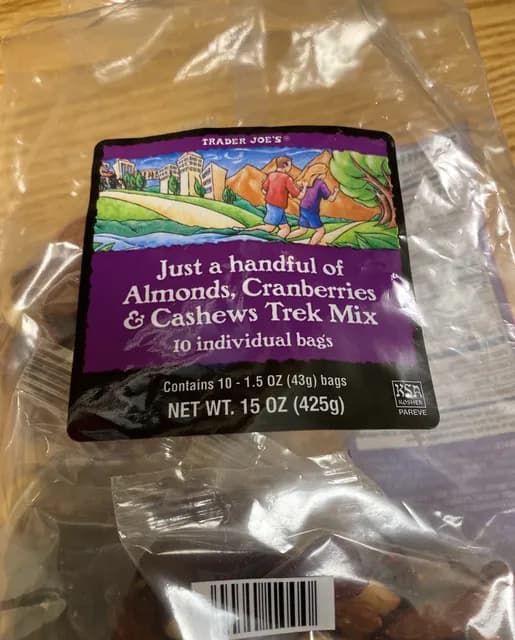 TRADER JOE'S®
Just a handful of
Almonds, Cranberries
& Cashews Trek Mix
10 individual bags
Contains 10 - 1.5 OZ (43g) bags
NET WT. 15 OZ (425g)
KSA
KOSHER
PAREVE